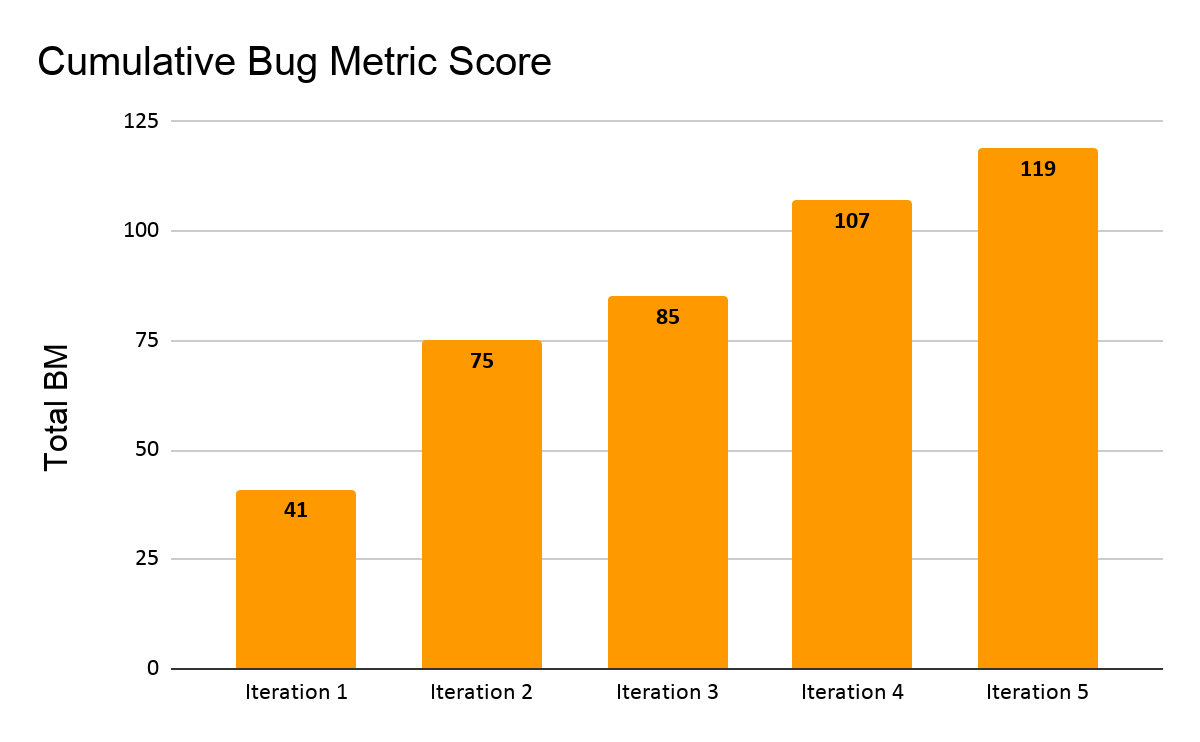 Cumulative Bug Metric Score
Total BM
125
100
75
50
25
0
41
75
85
107
119
Iteration 1
Iteration 2
Iteration 3
Iteration 4
Iteration 5